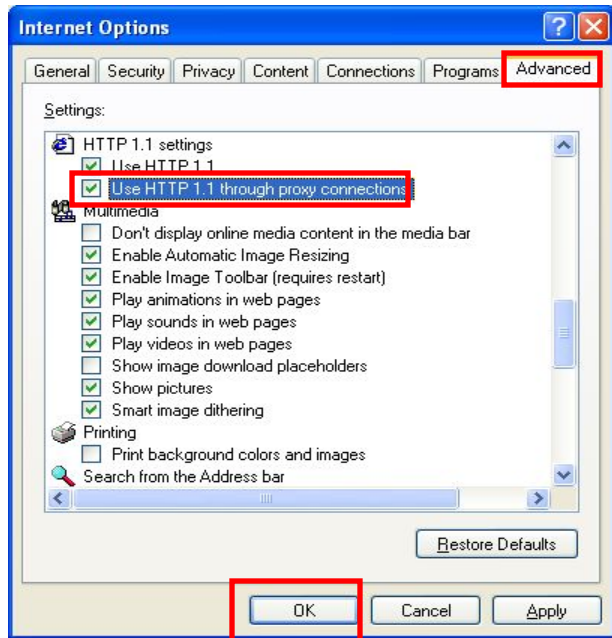 Internet Options
General Security Privacy Content Connections Programs Advanced
Settings:
HTTP 1.1 settings
Use HTTP 1.1
Use HTTP 1.1 through proxy connections
Multimedia
Don't display online media content in the media bar
Enable Automatic Image Resizing
Enable Image Toolbar (requires restart)
Play animations in web pages
Play sounds in web pages
Play videos in web pages
Show image download placeholders
Show pictures
Smart image dithering
Printing
Print background colors and images
Search from the Address bar
Restore Defaults
OK Cancel Apply